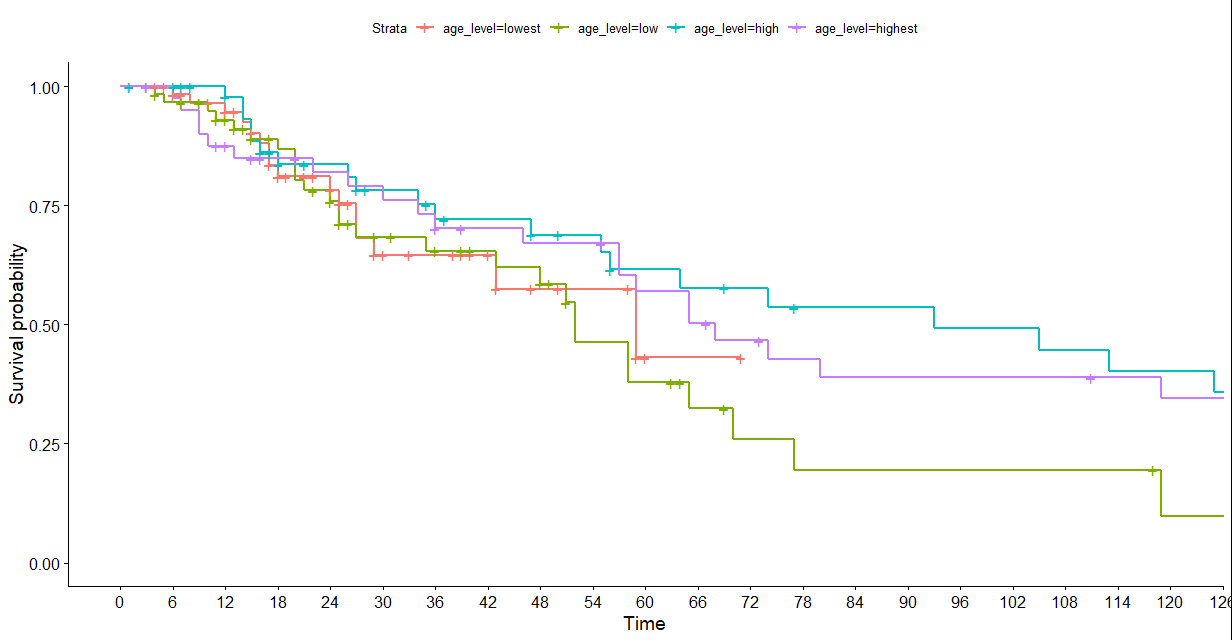 Strata age_level=lowest age_level=low age_level=high age_level=highest
Survival probability
1.00
0.75
0.50
0.25
0.00
0 6 12 18 24 30 36 42 48 54 60 66 72 78 84 90 96 102 108 114 120 126
Time